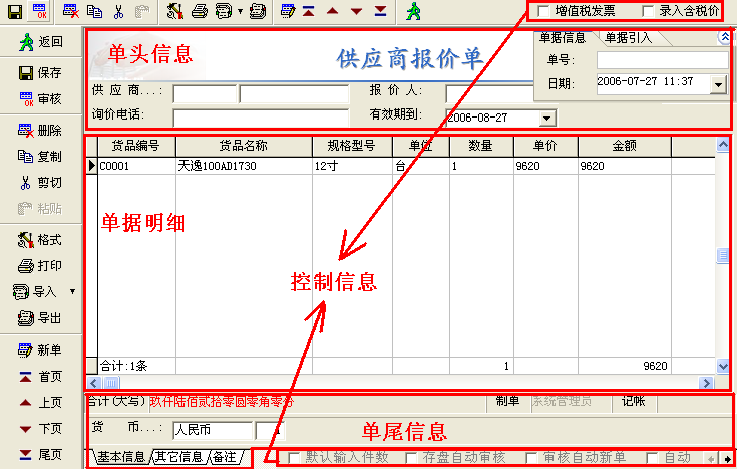 增值税发票 录入含税价
返回
保存
审核
删除
复制
剪切
粘贴
格式
打印
导入
导出
新单
首页
上页
下页
尾页
单头信息
供应商报价单
单据信息 单据引入
单号:
日期: 2006-07-27 11:37
供 应 商...: 报 价 人:
询价电话: 有效期到: 2006-08-27
货品编号 货品名称 规格型号 单位 数量 单价 金额
C0001 天逸100AD1730 12寸 台 1 9620 9620
单据明细
控制信息
合计:1条 1 9620
合计(大写) 玖仟陆佰贰拾零圆零角零分 制单 系统管理员 记帐
货 币...: 人民币 1
单尾信息
基本信息 其它信息 备注
默认输入件数 存盘自动审核 审核自动新单 自动